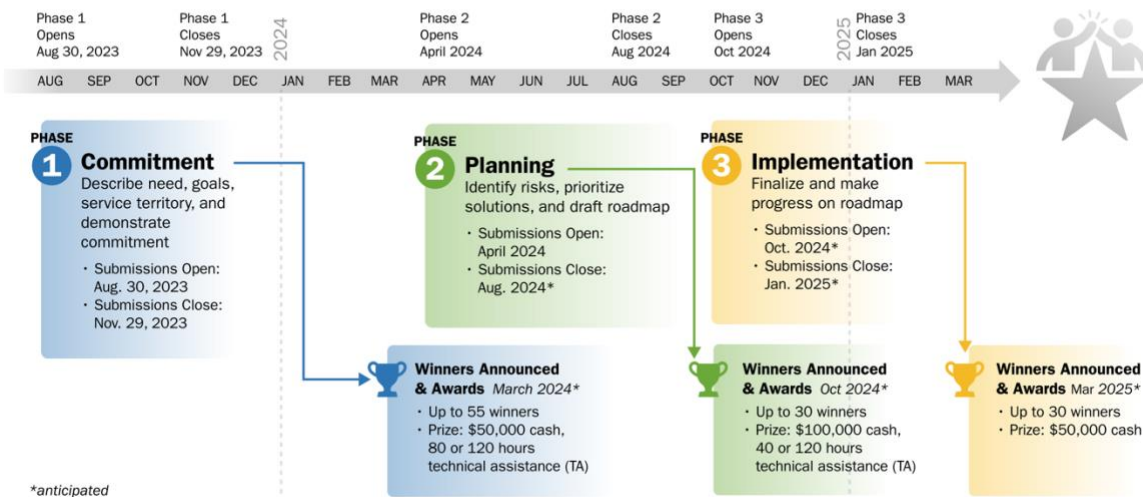 Phase 1
Opens
Aug 30, 2023
Phase 1
Closes
Nov 29, 2023
2024
Phase 2
Opens
April 2024
Phase 2
Closes
Aug 2024
Phase 3
Opens
Oct 2024
2025
Phase 3
Closes
Jan 2025
AUG SEP OCT NOV DEC JAN FEB MAR APR MAY JUN JUL AUG SEP OCT NOV DEC JAN FEB MAR
PHASE
1 Commitment
Describe need, goals,
service territory, and
demonstrate
commitment
• Submissions Open:
Aug. 30, 2023
• Submissions Close:
Nov. 29, 2023
PHASE
2 Planning
Identify risks, prioritize
solutions, and draft roadmap
• Submissions Open:
April 2024
• Submissions Close:
Aug. 2024*
PHASE
3 Implementation
Finalize and make
progress on roadmap
• Submissions Open:
Oct. 2024*
• Submissions Close:
Jan. 2025*
Winners Announced
& Awards March 2024*
• Up to 55 winners
• Prize: $50,000 cash,
80 or 120 hours
technical assistance (TA)
Winners Announced
& Awards Oct 2024*
• Up to 30 winners
• Prize: $100,000 cash,
40 or 120 hours
technical assistance (TA)
Winners Announced
& Awards Mar 2025*
• Up to 30 winners
• Prize: $50,000 cash
*anticipated